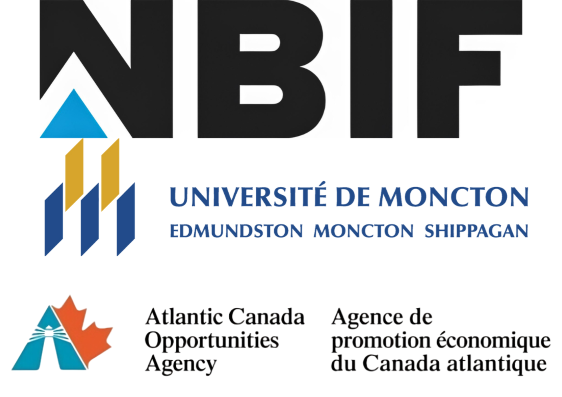 NBIF
UNIVERSITÉ DE MONCTON
EDMUNDSTON MONCTON SHIPPAGAN
Atlantic Canada
Opportunities
Agency
Agence de
promotion économique
du Canada atlantique